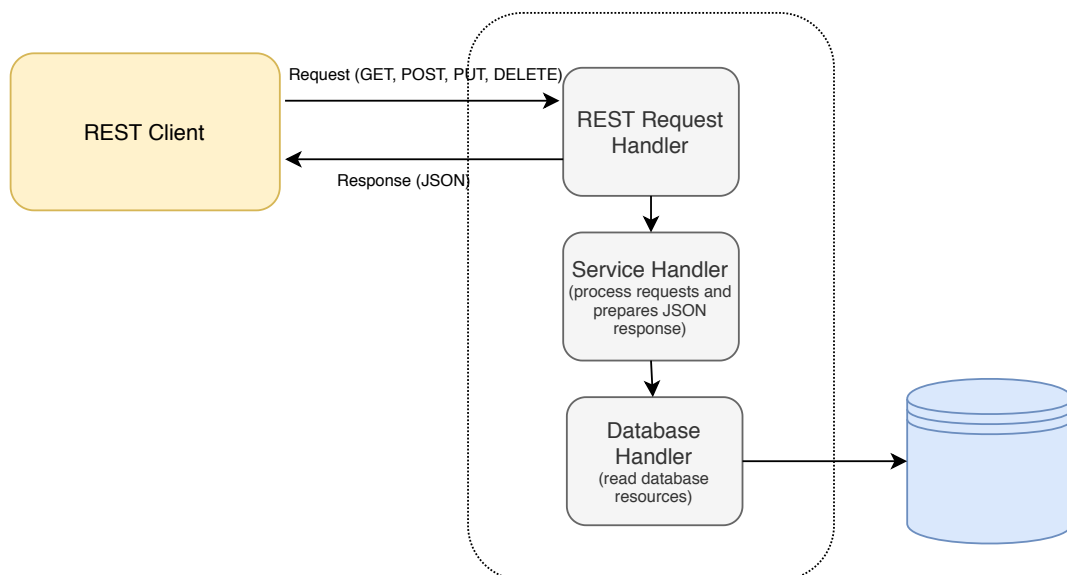 Request (GET, POST, PUT, DELETE)
REST Client
REST Request
Handler
Response (JSON)
Service Handler
(process requests and
prepares JSON
response)
Database
Handler
(read database
resources)